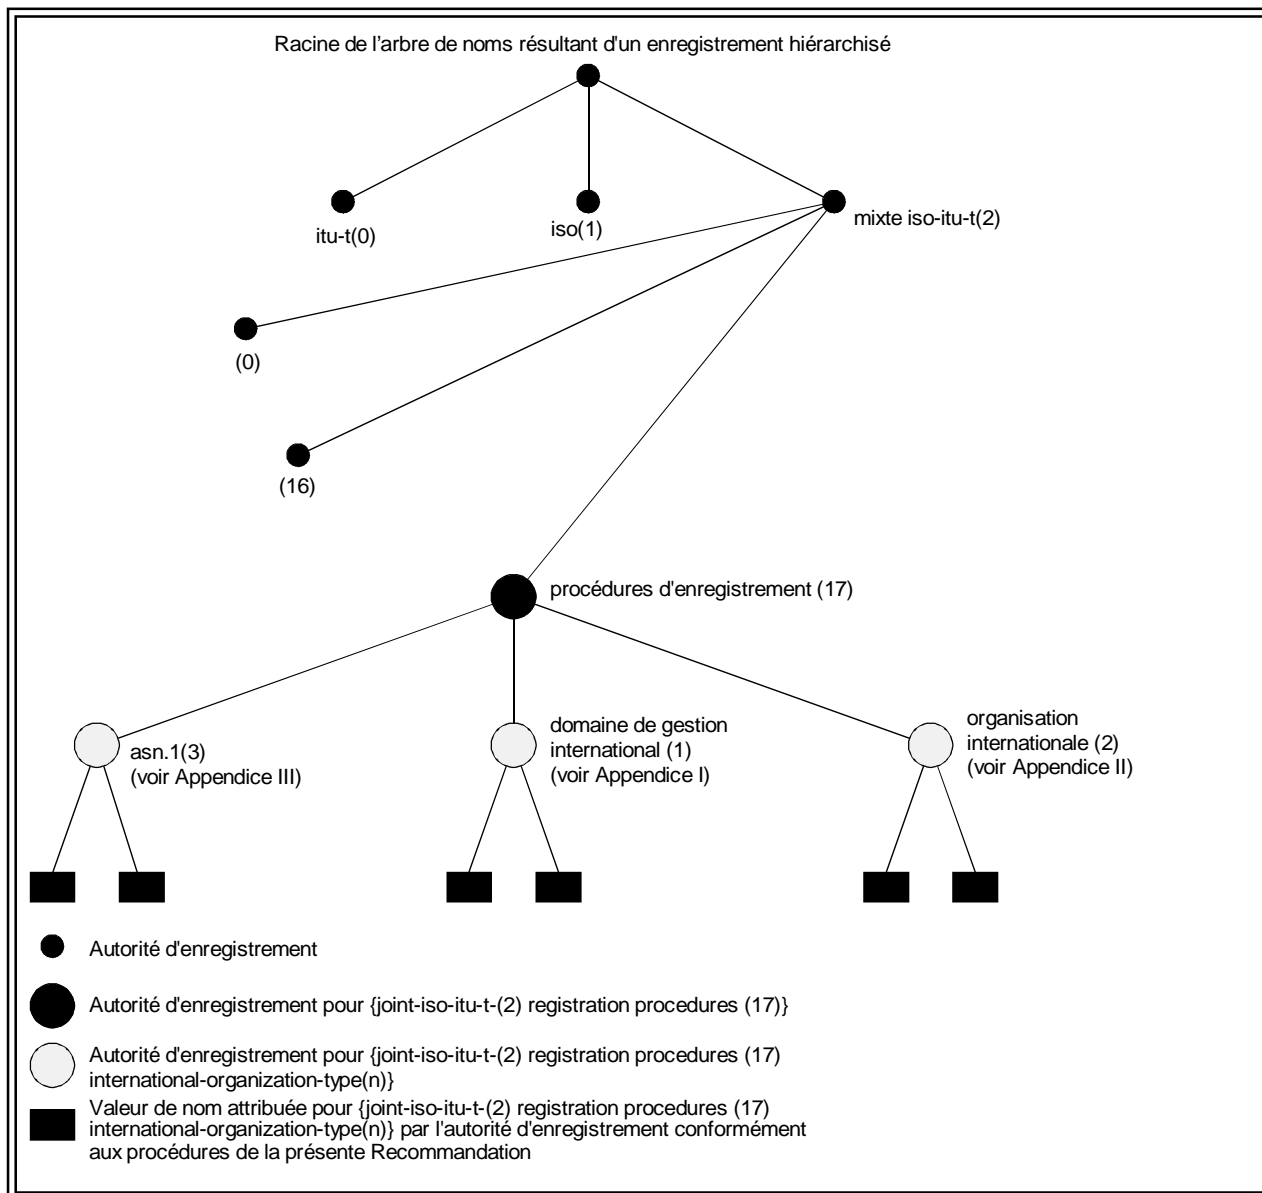 Racine de l'arbre de noms résultant d'un enregistrement hiérarchisé
itu-t(0)
iso(1)
mixte iso-itu-t(2)
(0)
(16)
procédures d'enregistrement (17)
asn.1(3)
(voir Appendice III)
domaine de gestion
international (1)
(voir Appendice I)
organisation
internationale (2)
(voir Appendice II)
Autorité d'enregistrement
Autorité d'enregistrement pour {joint-iso-itu-t-(2) registration procedures (17)}
Autorité d'enregistrement pour {joint-iso-itu-t-(2) registration procedures (17)
international-organization-type(n)}
Valeur de nom attribuée pour {joint-iso-itu-t-(2) registration procedures (17)
international-organization-type(n)} par l'autorité d'enregistrement conformément
aux procédures de la présente Recommandation